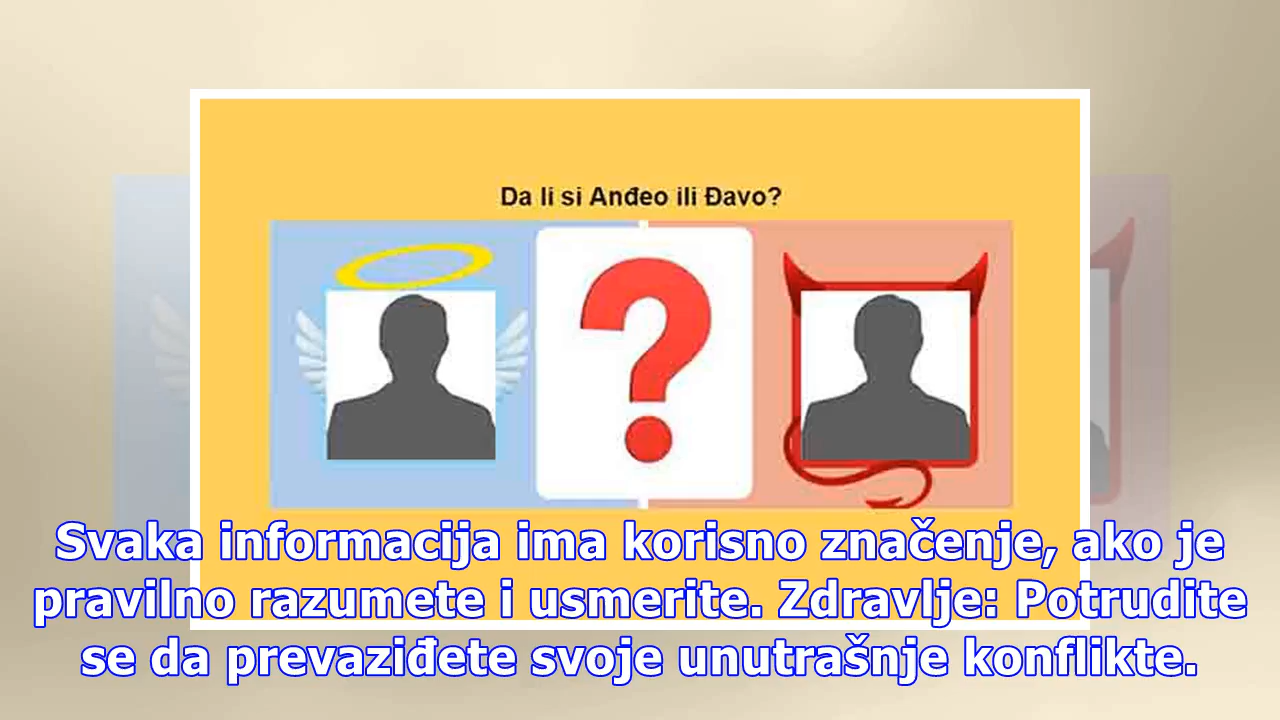 Da li si Anđeo ili Đavo?
Svaka informacija ima korisno značenje, ako je
pravilno razumete i usmerite. Zdravlje: Potrudite
se da prevaziđete svoje unutrašnje konflikte.